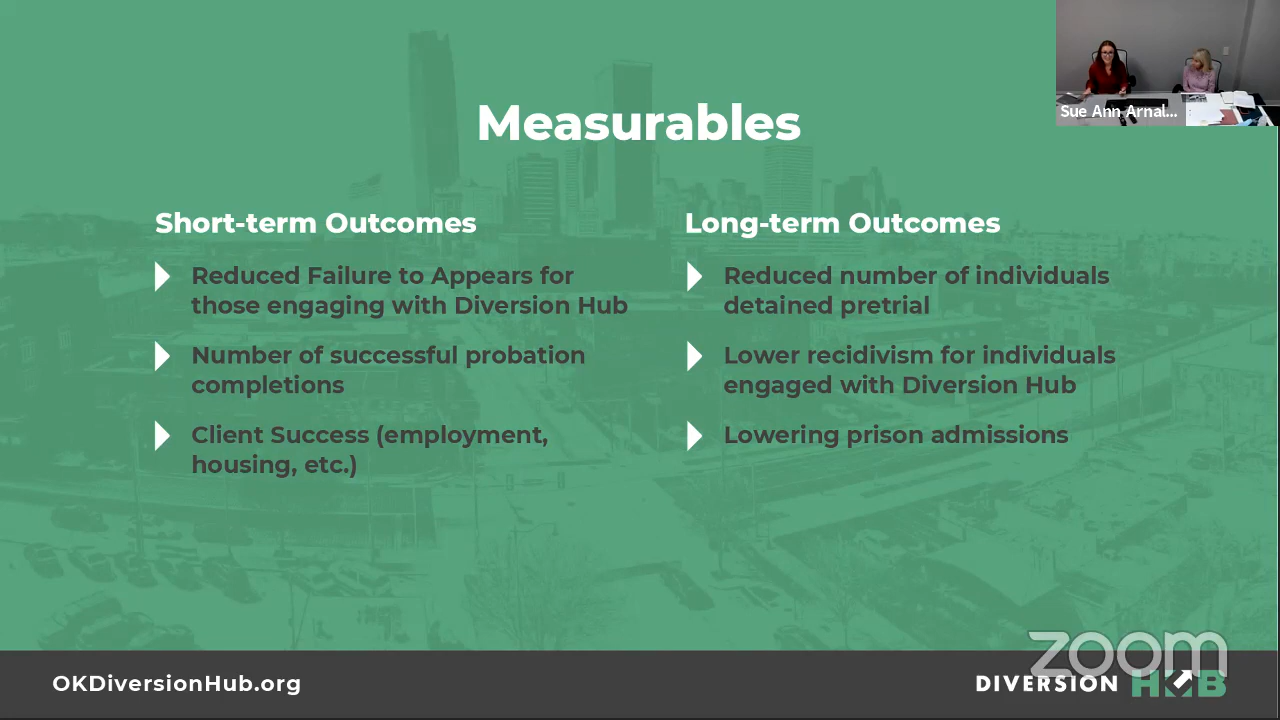 Sue Ann Arnal...
Measurables
Short-term Outcomes
Reduced Failure to Appears for
those engaging with Diversion Hub
Number of successful probation
completions
Client Success (employment,
housing, etc.)
Long-term Outcomes
Reduced number of individuals
detained pretrial
Lower recidivism for individuals
engaged with Diversion Hub
Lowering prison admissions
OKDiversionHub.org
zoom
DIVERSION HUB